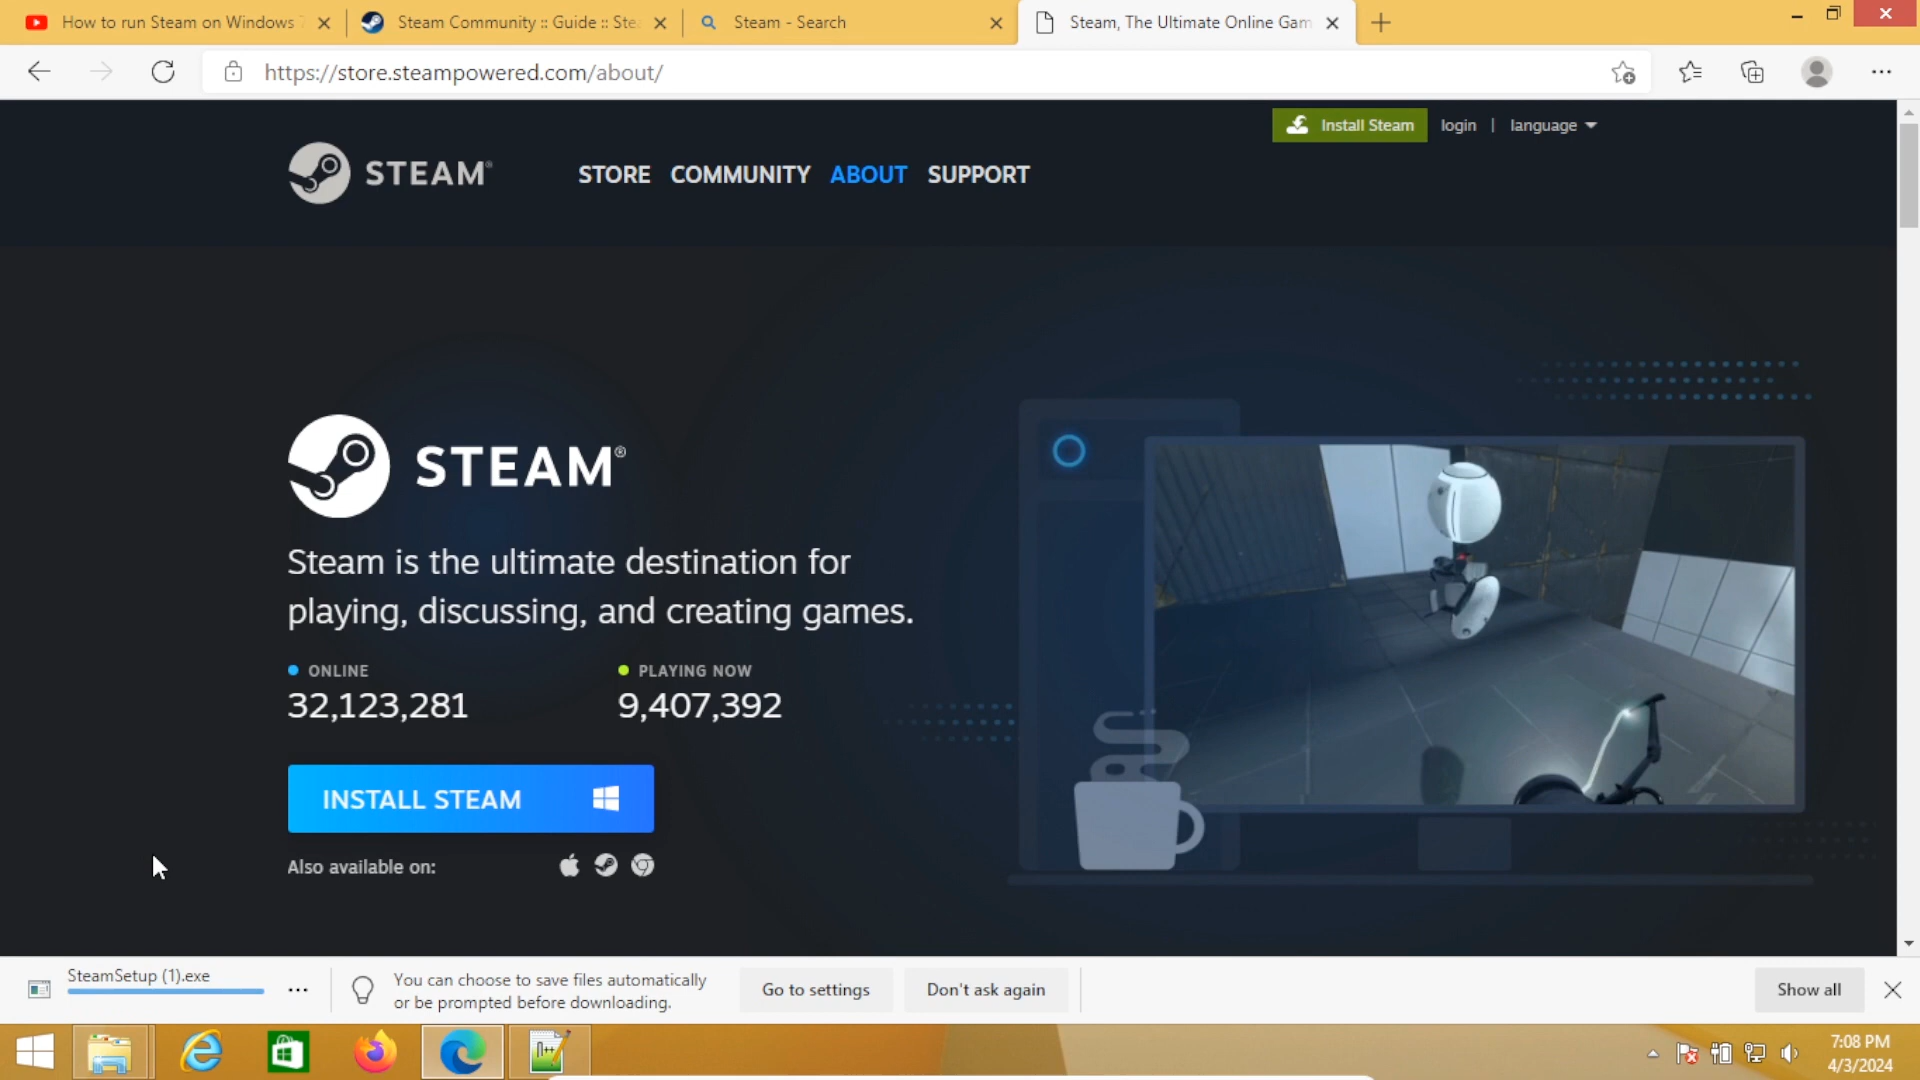 How to run Steam on Windows 7
Steam Community :: Guide :: Ste
Steam - Search
Steam, The Ultimate Online Gam
https://store.steampowered.com/about/
Install Steam
login | language
STEAM®
STORE COMMUNITY ABOUT SUPPORT
STEAM®
Steam is the ultimate destination for
playing, discussing, and creating games.
ONLINE
32,123,281
PLAYING NOW
9,407,392
INSTALL STEAM
Also available on:
SteamSetup (1).exe
You can choose to save files automatically
or be prompted before downloading.
Go to settings
Don't ask again
Show all
7:08 PM
4/3/2024